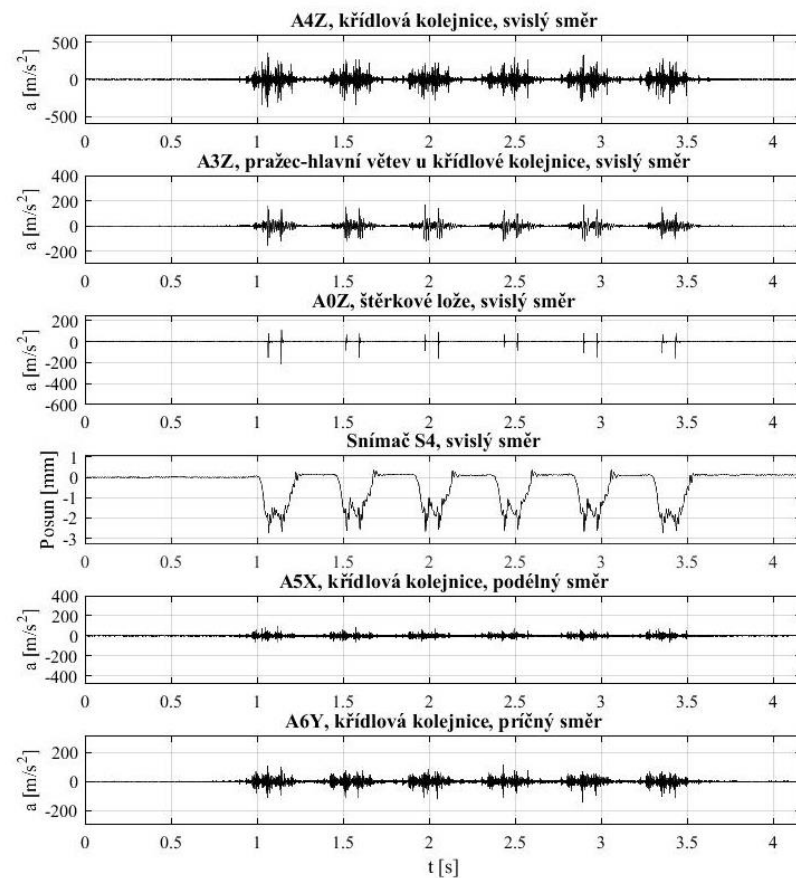 A4Z, křídlová kolejnice, svislý směr
500
0
-500
a [m/s²]
0 0.5 1 1.5 2 2.5 3 3.5 4
A3Z, pražec-hlavní větev u křídlové kolejnice, svislý směr
400
200
0
-200
a [m/s²]
0 0.5 1 1.5 2 2.5 3 3.5 4
A0Z, štěrkové lože, svislý směr
200
0
-200
-400
-600
a [m/s²]
0 0.5 1 1.5 2 2.5 3 3.5 4
Snímač S4, svislý směr
1
0
-1
-2
-3
Posun [mm]
0 0.5 1 1.5 2 2.5 3 3.5 4
A5X, křídlová kolejnice, podélný směr
400
200
0
-200
-400
a [m/s²]
0 0.5 1 1.5 2 2.5 3 3.5 4
A6Y, křídlová kolejnice, príčný směr
200
0
-200
a [m/s²]
0 0.5 1 1.5 2 2.5 3 3.5 4
t [s]